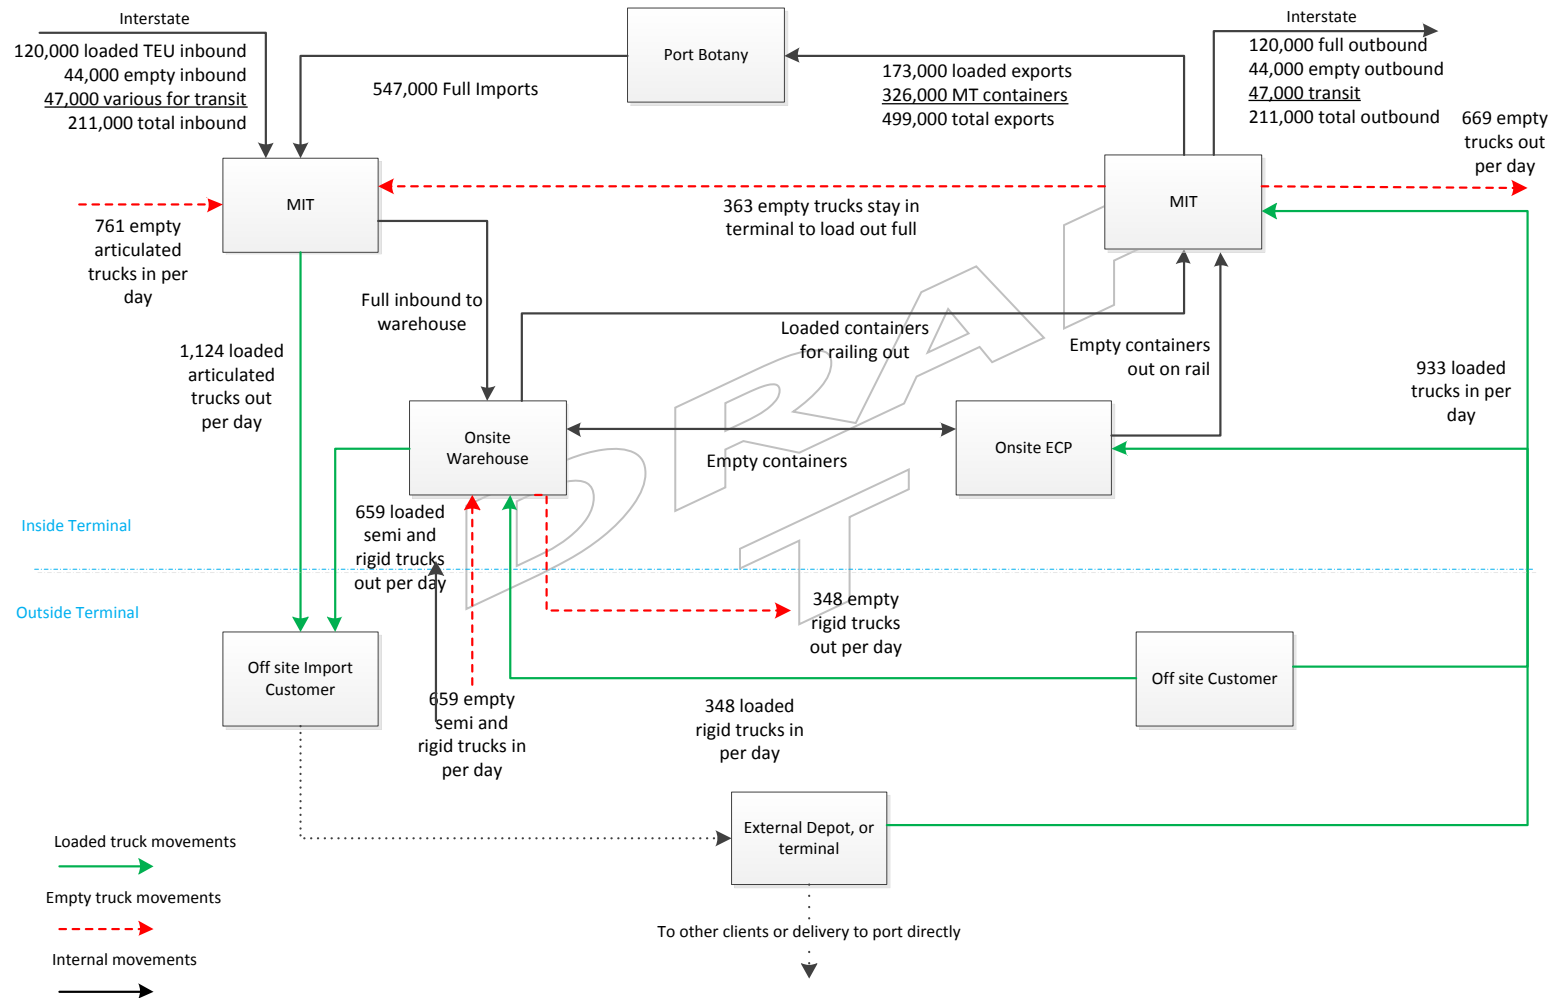 Interstate
120,000 loaded TEU inbound
44,000 empty inbound
47,000 various for transit
211,000 total inbound
547,000 Full Imports
Port Botany
173,000 loaded exports
326,000 MT containers
499,000 total exports
Interstate
120,000 full outbound
44,000 empty outbound
47,000 transit
211,000 total outbound
669 empty
trucks out
per day
MIT
MIT
761 empty
articulated
trucks in per
day
363 empty trucks stay in
terminal to load out full
Full inbound to
warehouse
Loaded containers
for railing out
Empty containers
out on rail
1,124 loaded
articulated
trucks out
per day
933 loaded
trucks in per
day
Onsite
Warehouse
Empty containers
Onsite ECP
DRAFT
Inside Terminal
659 loaded
semi and
rigid trucks
out per day
Outside Terminal
348 empty
rigid trucks
out per day
Off site Import
Customer
Off site Customer
659 empty
semi and
rigid trucks in
per day
348 loaded
rigid trucks in
per day
External Depot, or
terminal
Loaded truck movements
Empty truck movements
To other clients or delivery to port directly
Internal movements